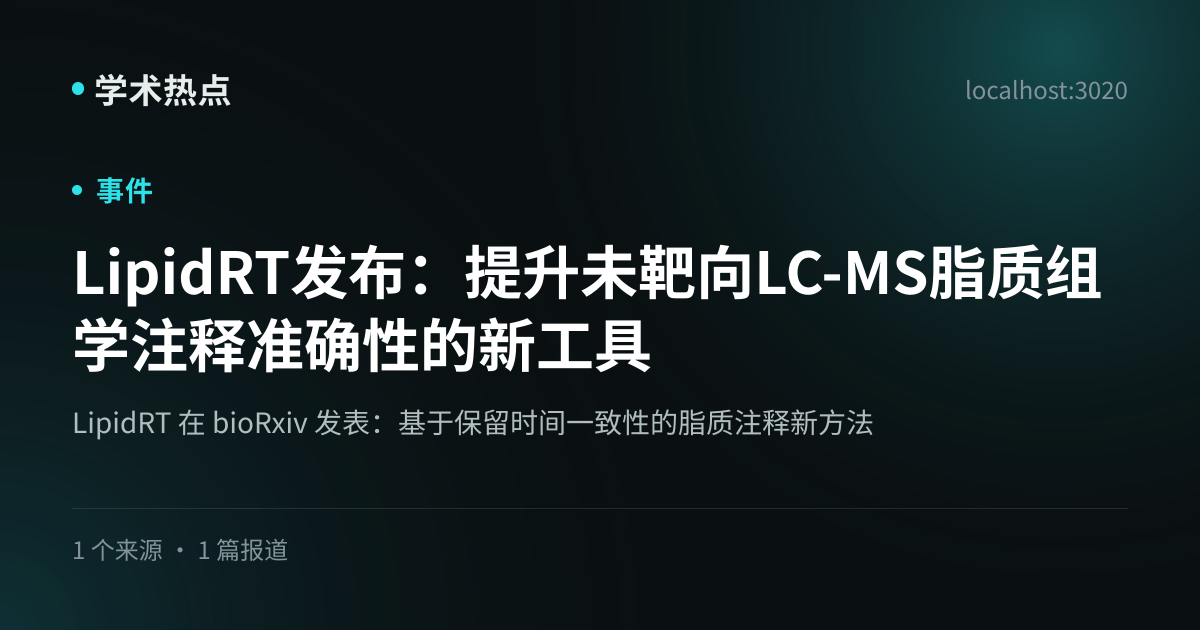 学术热点
localhost:3020
事件
LipidRT发布：提升未靶向LC-MS脂质组
学注释准确性的新工具
LipidRT 在 bioRxiv 发表：基于保留时间一致性的脂质注释新方法
1 个来源 · 1 篇报道